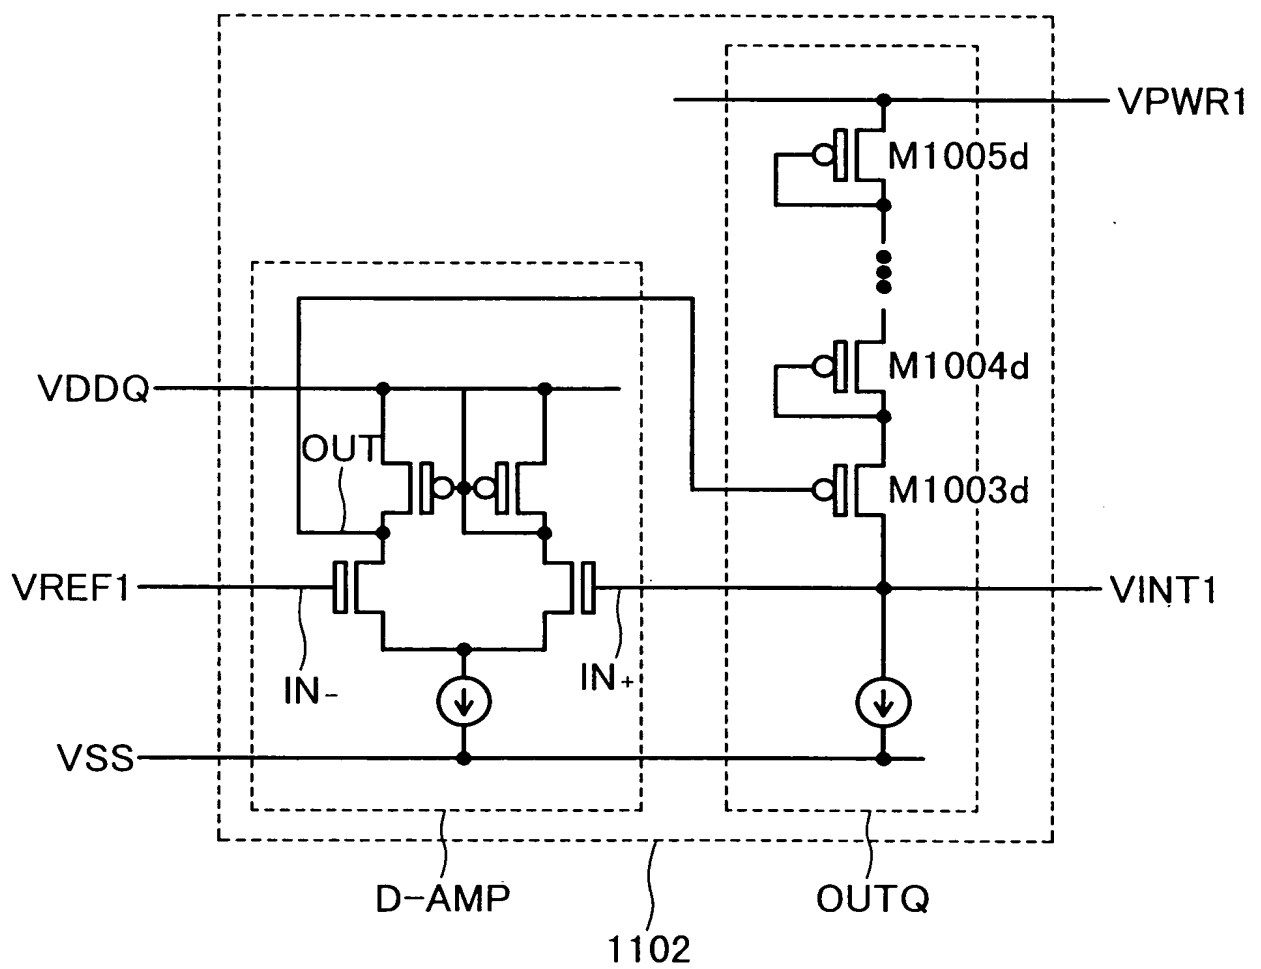 VPWR1
M1005d
M1004d
VDDQ
OUT
M1003d
VREF1
VINT1
IN-
IN+
VSS
D-AMP
OUTQ
1102